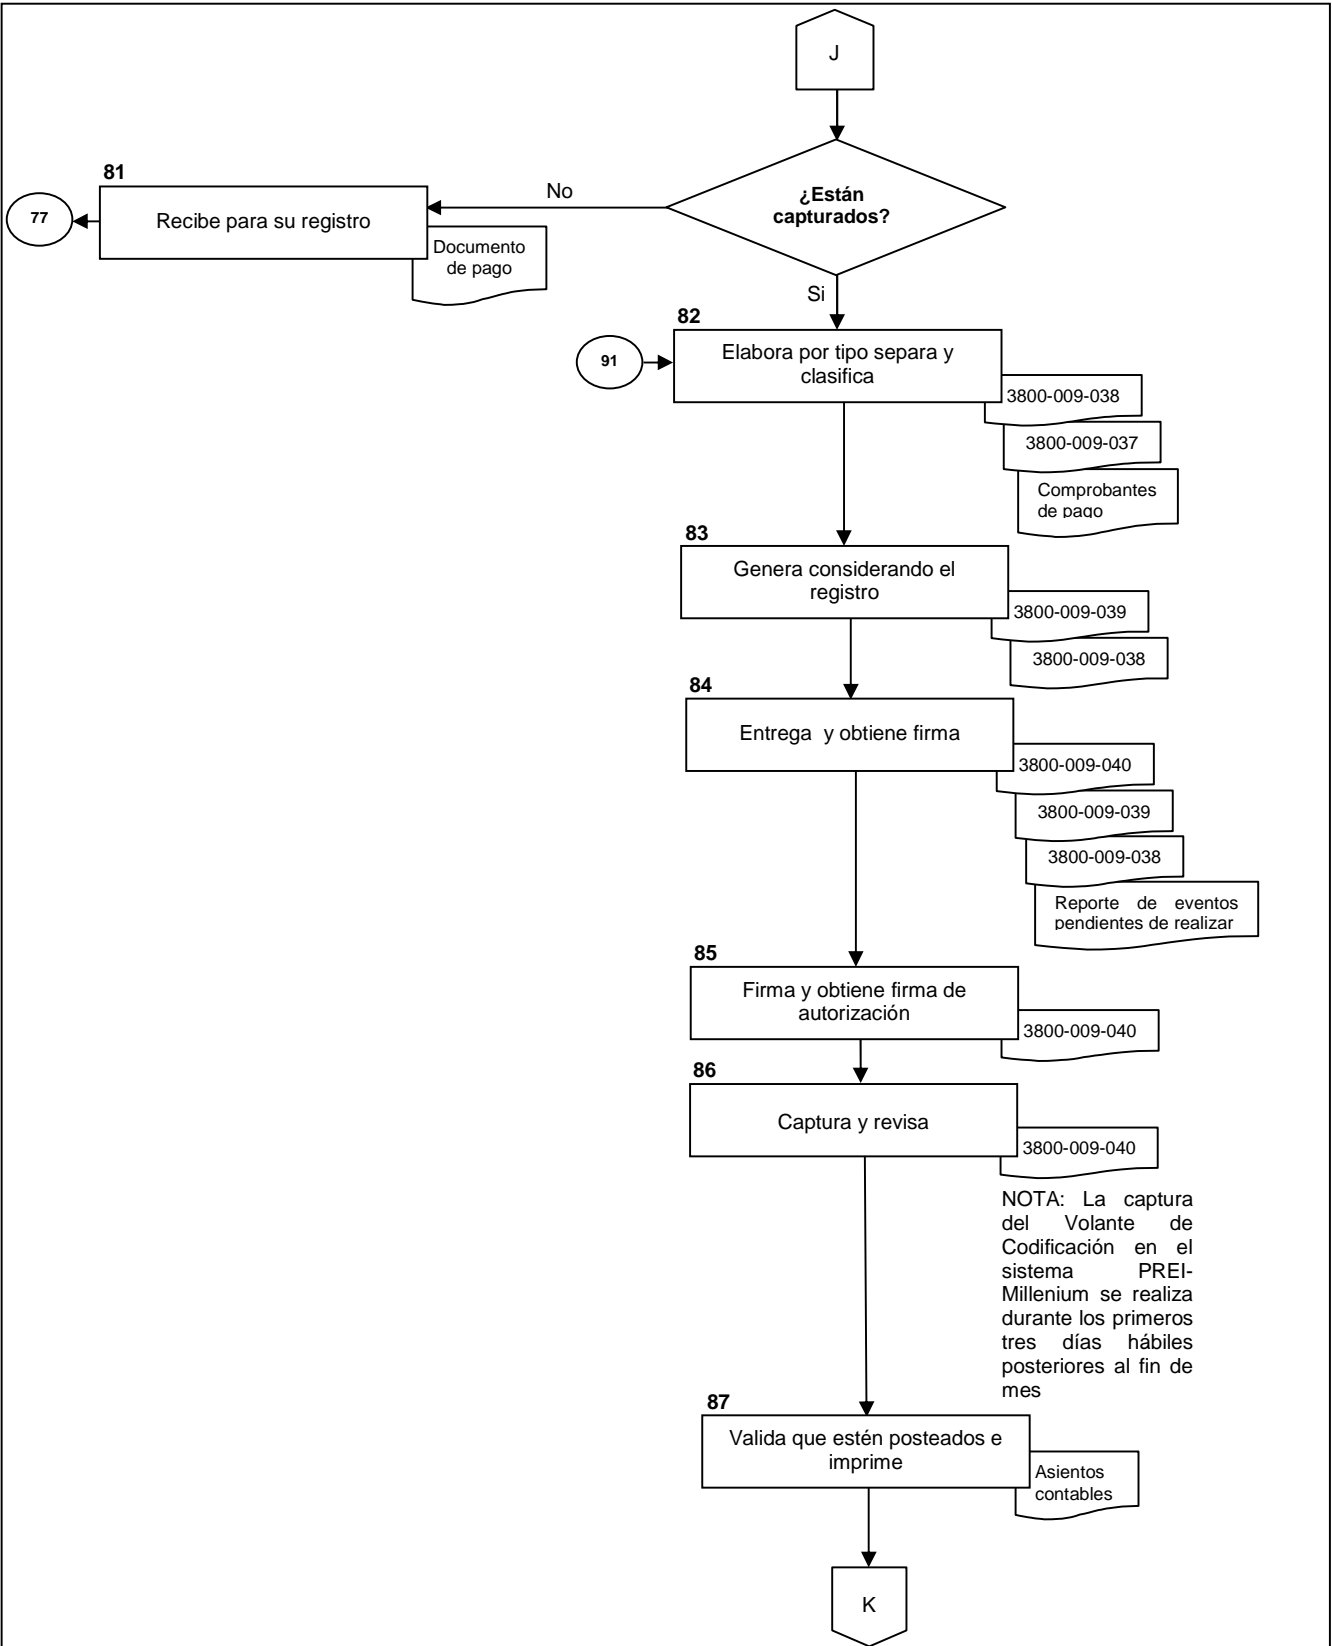 J
¿Están
capturados?
No
81
Recibe para su registro
77
Documento
de pago
Si
82
91
Elabora por tipo separa y
clasifica
3800-009-038
3800-009-037
Comprobantes
de pago
83
Genera considerando el
registro
3800-009-039
3800-009-038
84
Entrega y obtiene firma
3800-009-040
3800-009-039
3800-009-038
Reporte de eventos
pendientes de realizar
85
Firma y obtiene firma de
autorización
3800-009-040
86
Captura y revisa
3800-009-040
NOTA: La captura
del Volante de
Codificación en el
sistema PREI-
Millenium se realiza
durante los primeros
tres días hábiles
posteriores al fin de
mes
87
Valida que estén posteados e
imprime
Asientos
contables
K